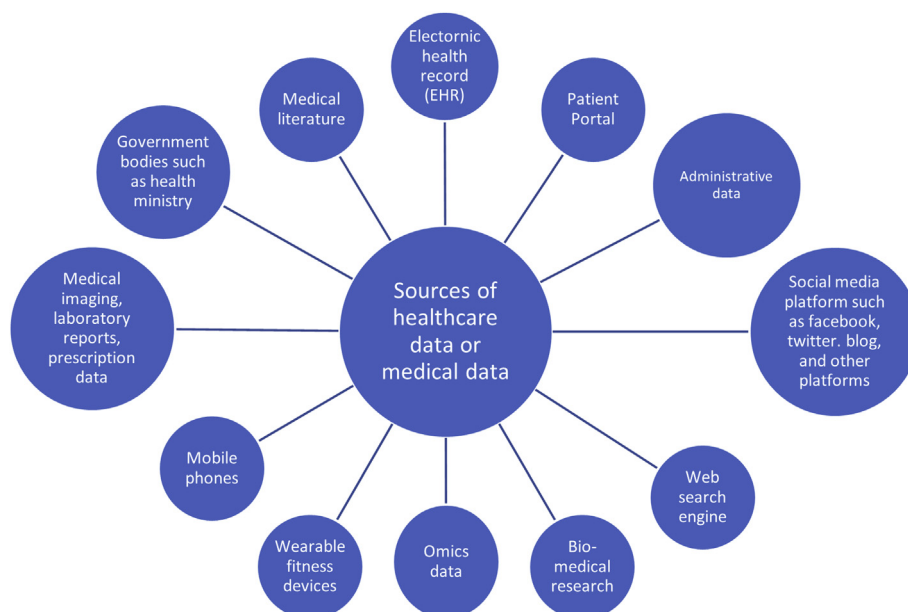 Electornic
health
record
(EHR)
Medical
literature
Patient
Portal
Government
bodies such
as health
ministry
Administrative
data
Medical
imaging,
laboratory
reports,
prescription
data
Sources of
healthcare
data or
medical data
Social media
platform such
as facebook,
twitter. blog,
and other
platforms
Mobile
phones
Web
search
engine
Wearable
fitness
devices
Omics
data
Bio-
medical
research